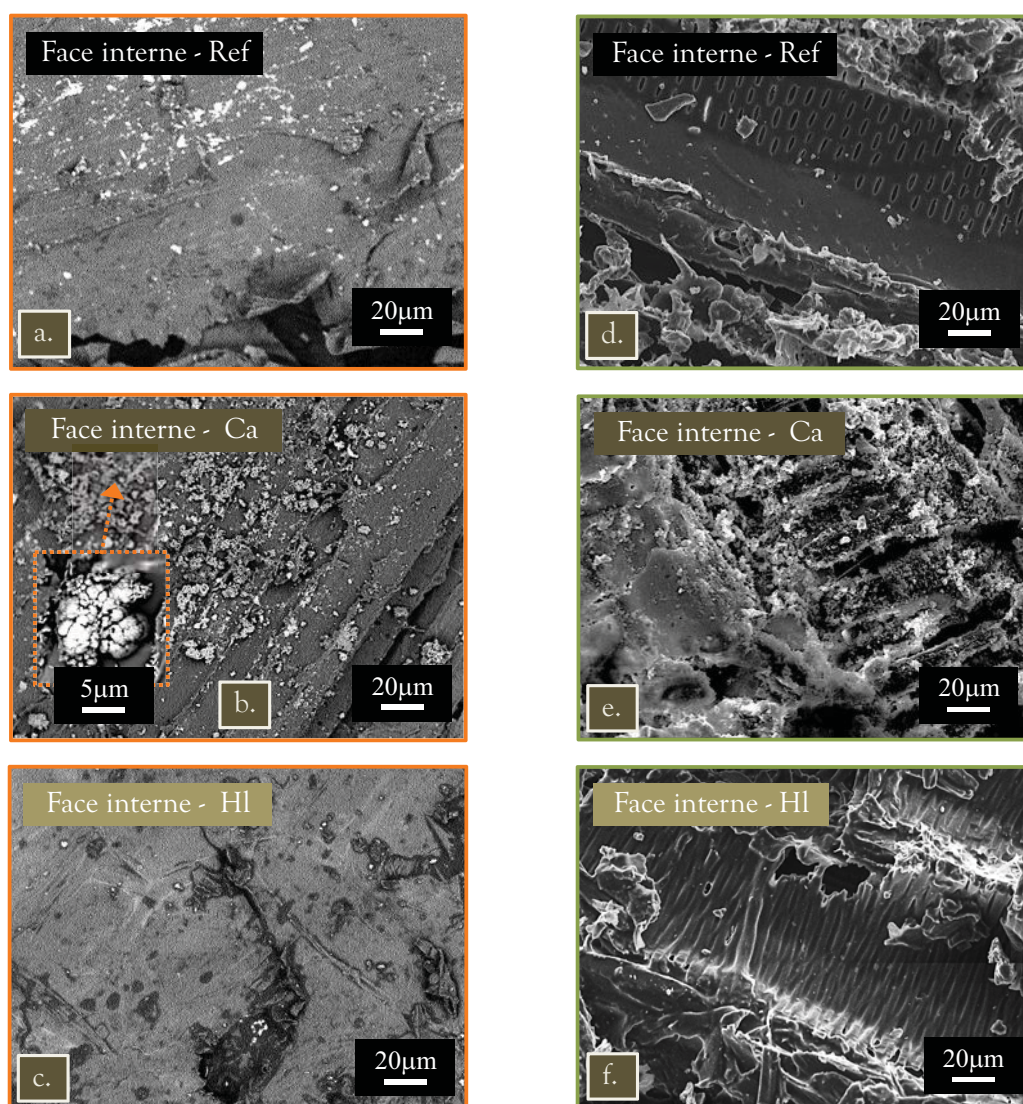 Face interne - Ref
20µm
a.
Face interne - Ref
20µm
d.
Face interne - Ca
5µm
b.
20µm
Face interne - Ca
20µm
e.
Face interne - Hl
20µm
c.
Face interne - Hl
20µm
f.